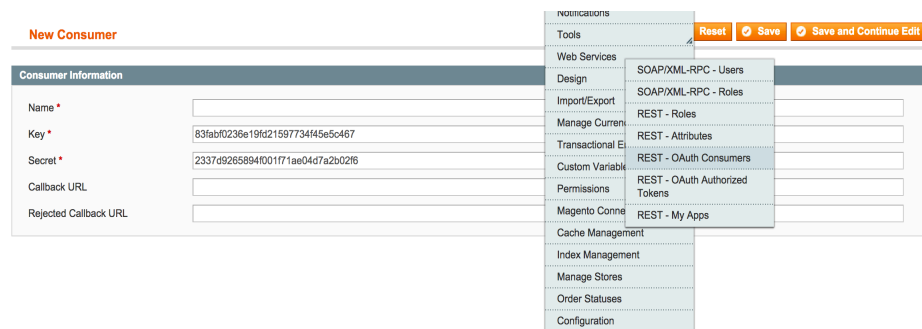 Notifications
New Consumer
Tools
Reset
Save
Save and Continue Edit
Web Services
Consumer Information
Design
SOAP/XML-RPC - Users
Import/Export
SOAP/XML-RPC - Roles
Name *
Manage Curren
REST - Roles
Key *
83fabf0236e19fd21597734f45e5c467
Transactional E
REST - Attributes
Secret *
2337d9265894f001f71ae04d7a2b02f6
Custom Variable
REST - OAuth Consumers
Callback URL
Permissions
REST - OAuth Authorized
Tokens
Rejected Callback URL
Magento Conne
REST - My Apps
Cache Management
Index Management
Manage Stores
Order Statuses
Configuration